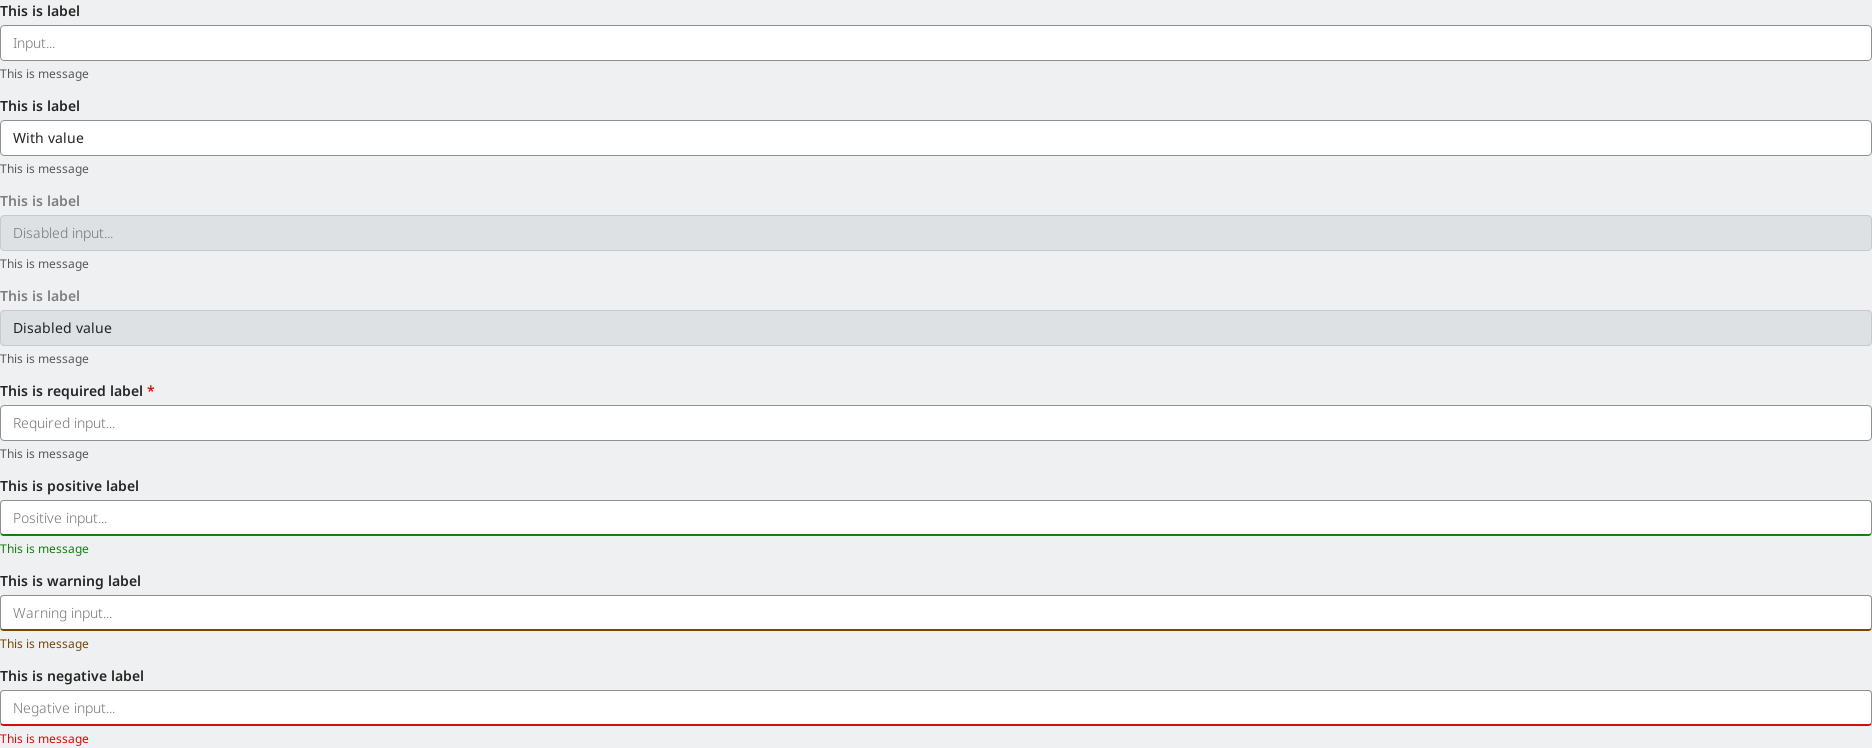 This is label
Input...
This is message
This is label
With value
This is message
This is label
Disabled input...
This is message
This is label
Disabled value
This is message
This is required label *
Required input...
This is message
This is positive label
Positive input...
This is message
This is warning label
Warning input...
This is message
This is negative label
Negative input...
This is message